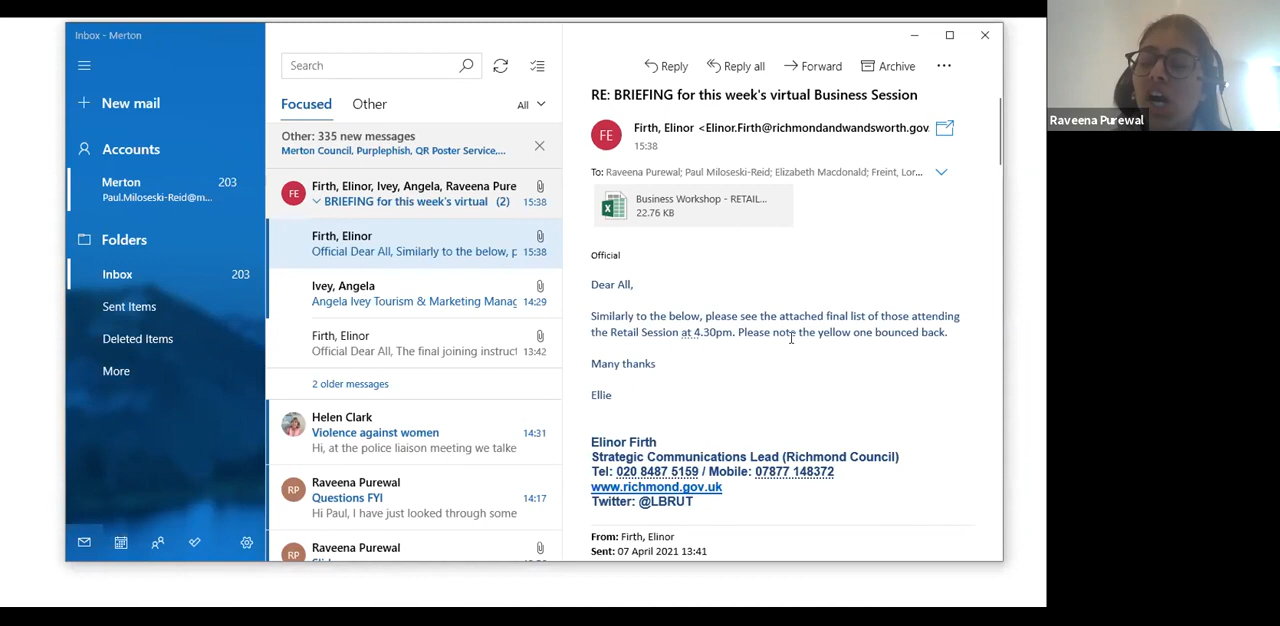 Inbox - Merton
New mail
Accounts
Merton 203
Paul.Miloseski-Reid@m...
Folders
Inbox 203
Sent Items
Deleted Items
More
Search
Focused Other All
Other: 335 new messages
Merton Council, Purplephish, QR Poster Service,...
FE
Firth, Elinor, Ivey, Angela, Raveena Pure
BRIEFING for this week's virtual (2) 15:38
Firth, Elinor
Official Dear All, Similarly to the below, p 15:38
Ivey, Angela
Angela Ivey Tourism & Marketing Manag 14:29
Firth, Elinor
Official Dear All, The final joining instruct 13:42
2 older messages
Helen Clark
Violence against women 14:31
Hi, at the police liaison meeting we talke
RP
Raveena Purewal
Questions FYI 14:17
Hi Paul, I have just looked through some
RP
Raveena Purewal
Reply Reply all Forward Archive
RE: BRIEFING for this week's virtual Business Session
FE
Firth, Elinor <Elinor.Firth@richmondandwandsworth.gov.
15:38
To: Raveena Purewal; Paul Miloseski-Reid; Elizabeth Macdonald; Freint, Lor...
Business Workshop - RETAIL...
22.76 KB
Official
Dear All,
Similarly to the below, please see the attached final list of those attending
the Retail Session at 4.30pm. Please note the yellow one bounced back.
Many thanks
Ellie
Elinor Firth
Strategic Communications Lead (Richmond Council)
Tel: 020 8487 5159 / Mobile: 07877 148372
www.richmond.gov.uk
Twitter: @LBRUT
From: Firth, Elinor
Sent: 07 April 2021 13:41
Raveena Purewal